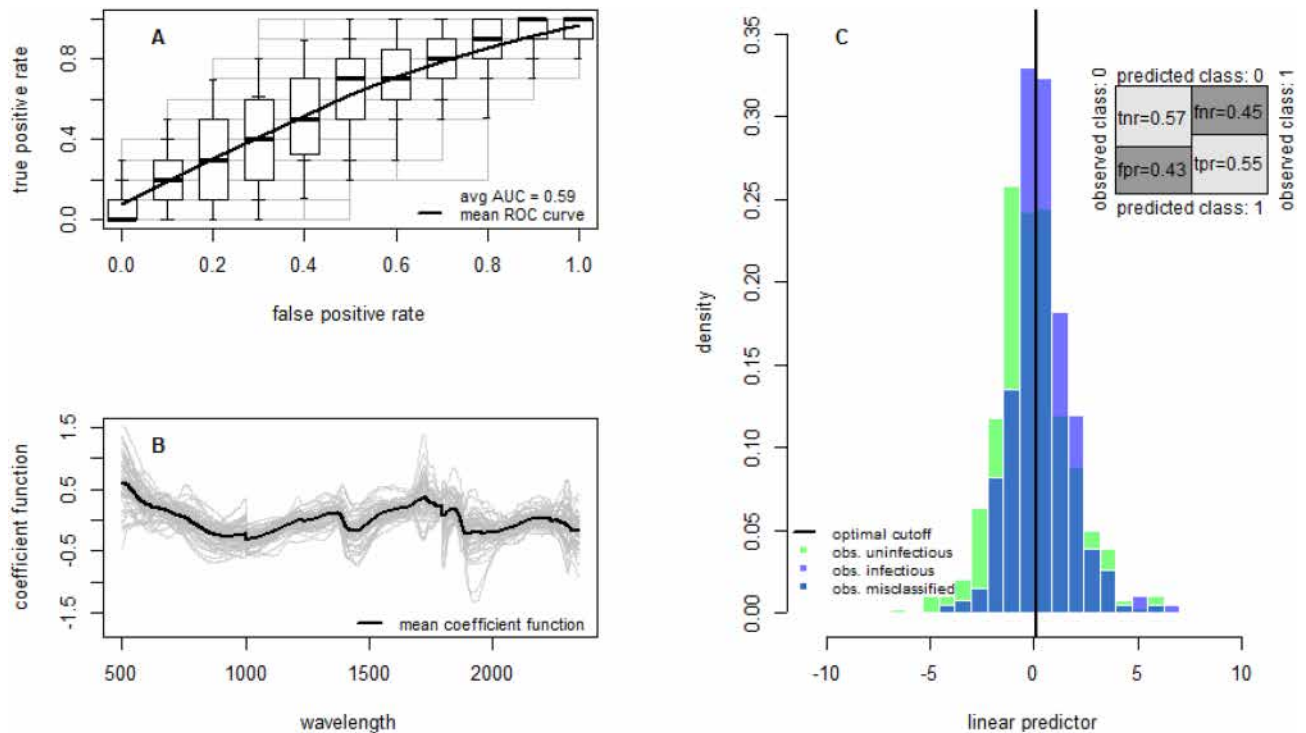 A
true positive rate
0.0 0.4 0.8
avg AUC = 0.59
mean ROC curve
0.0 0.2 0.4 0.6 0.8 1.0
false positive rate
B
coefficient function
-1.5 -0.5 0.5 1.5
mean coefficient function
500 1000 1500 2000
wavelength
C
density
0.00 0.05 0.10 0.15 0.20 0.25 0.30 0.35
observed class: 0
predicted class: 0
observed class: 1
tnr=0.57 fnr=0.45
fpr=0.43 tpr=0.55
predicted class: 1
optimal cutoff
obs. uninfectious
obs. infectious
obs. misclassified
-10 -5 0 5 10
linear predictor